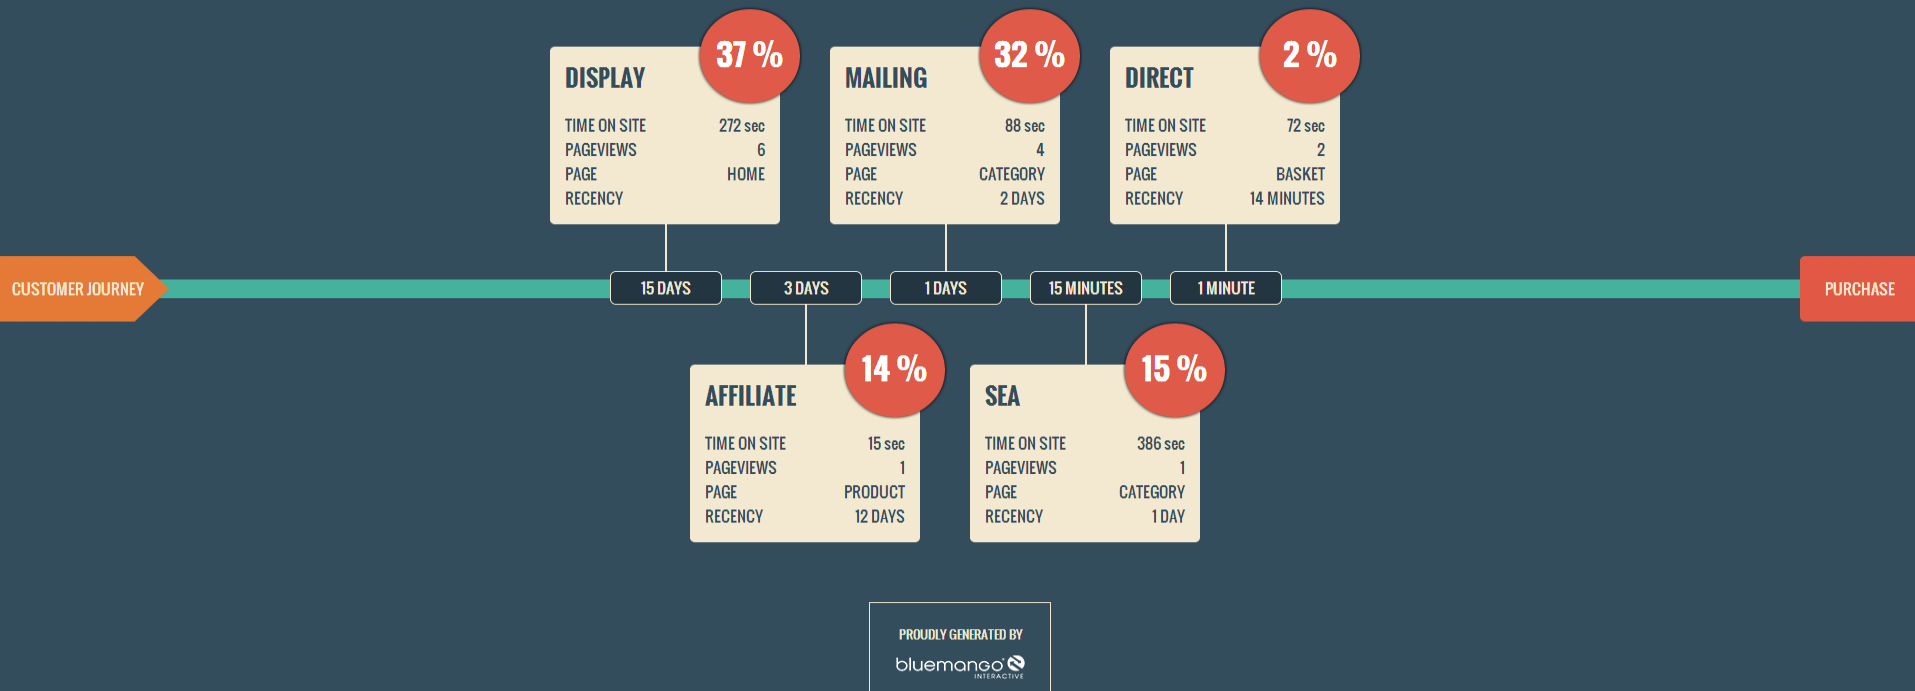 37 %
DISPLAY
TIME ON SITE 272 sec
PAGEVIEWS 6
PAGE HOME
RECENCY
32 %
MAILING
TIME ON SITE 88 sec
PAGEVIEWS 4
PAGE CATEGORY
RECENCY 2 DAYS
2 %
DIRECT
TIME ON SITE 72 sec
PAGEVIEWS 2
PAGE BASKET
RECENCY 14 MINUTES
CUSTOMER JOURNEY
15 DAYS
3 DAYS
1 DAYS
15 MINUTES
1 MINUTE
PURCHASE
14 %
AFFILIATE
TIME ON SITE 15 sec
PAGEVIEWS 1
PAGE PRODUCT
RECENCY 12 DAYS
15 %
SEA
TIME ON SITE 386 sec
PAGEVIEWS 1
PAGE CATEGORY
RECENCY 1 DAY
PROUDLY GENERATED BY
bluemango
INTERACTIVE